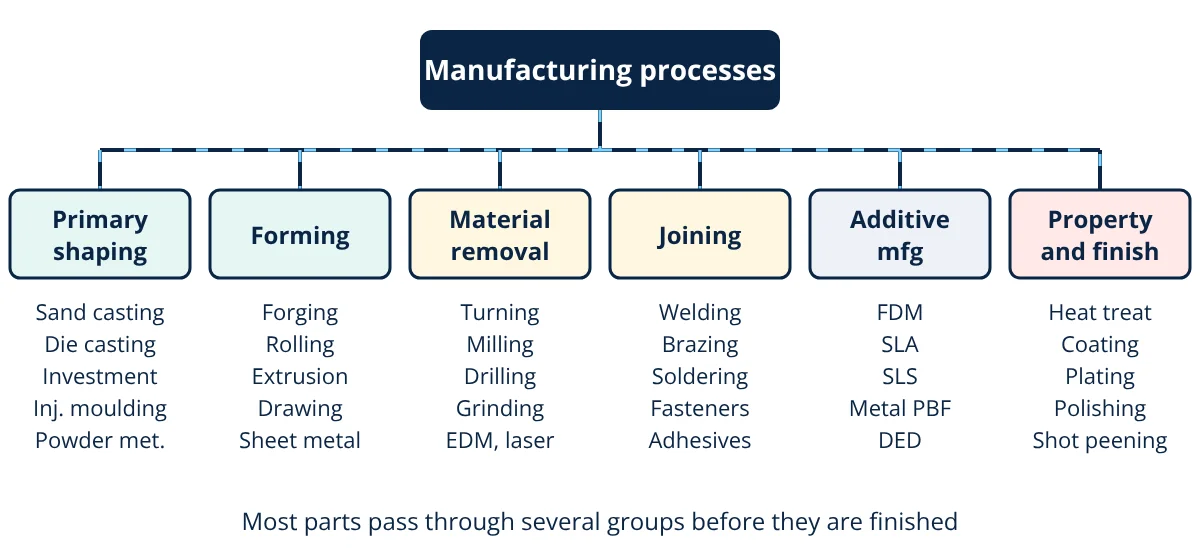 Manufacturing processes
Primary
shaping
Forming
Material
removal
Joining
Additive
mfg
Property
and finish
Sand casting
Die casting
Investment
Inj. moulding
Powder met.
Forging
Rolling
Extrusion
Drawing
Sheet metal
Turning
Milling
Drilling
Grinding
EDM, laser
Welding
Brazing
Soldering
Fasteners
Adhesives
FDM
SLA
SLS
Metal PBF
DED
Heat treat
Coating
Plating
Polishing
Shot peening
Most parts pass through several groups before they are finished